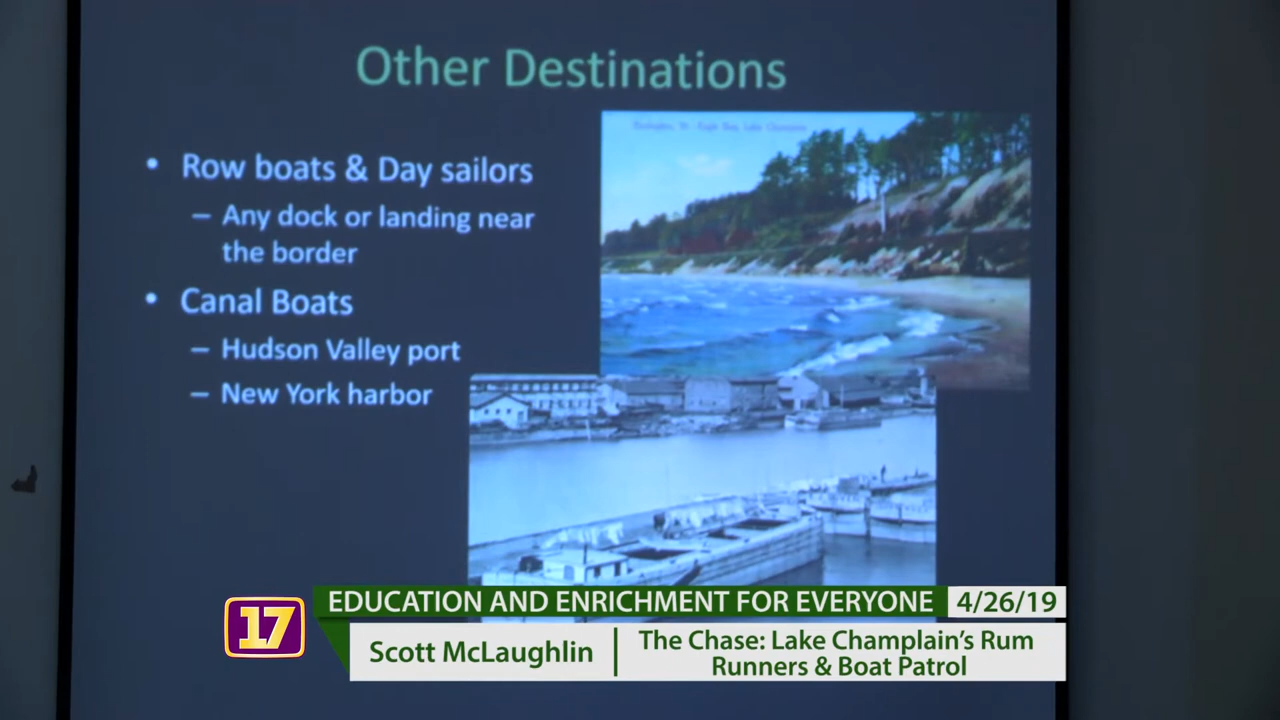 Other Destinations
• Row boats & Day sailors
– Any dock or landing near
the border
• Canal Boats
– Hudson Valley port
– New York harbor
17
EDUCATION AND ENRICHMENT FOR EVERYONE
4/26/19
Scott McLaughlin
The Chase: Lake Champlain's Rum
Runners & Boat Patrol